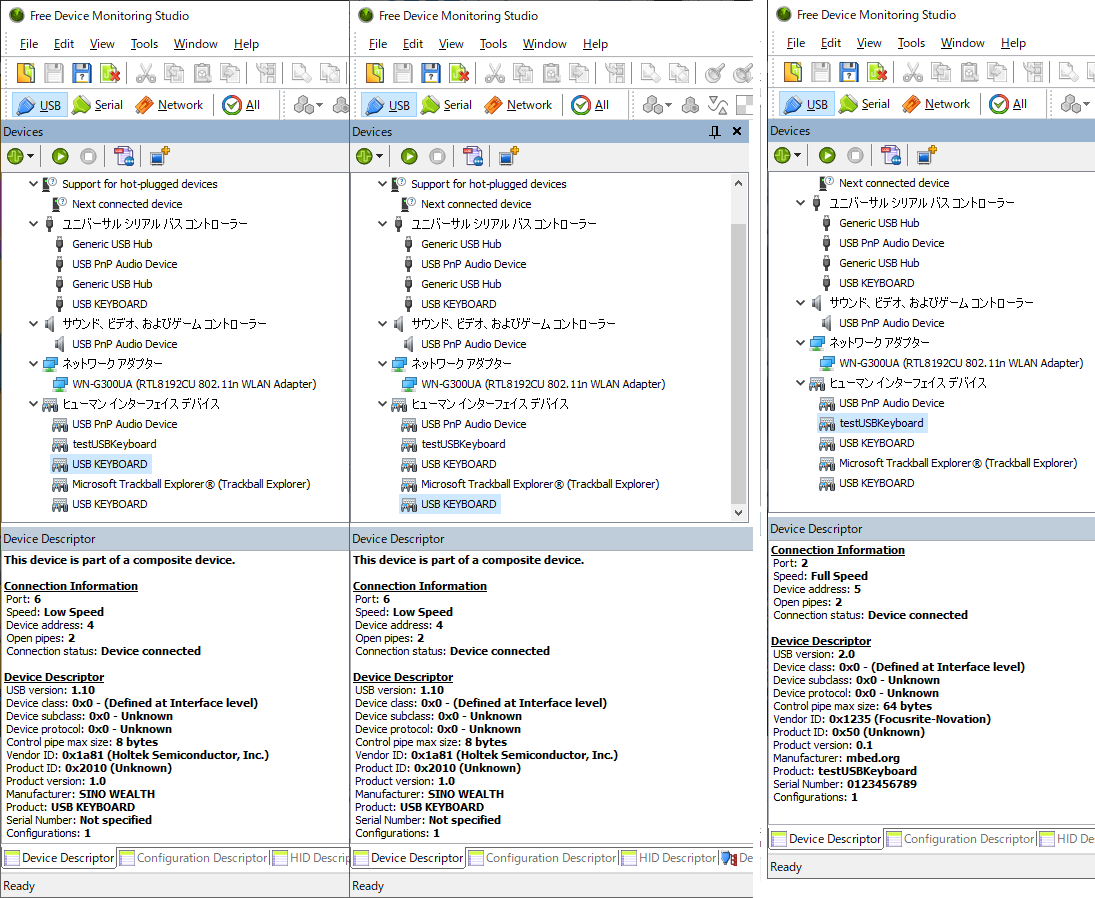 Free Device Monitoring Studio
File Edit View Tools Window Help
USB Serial Network All
Devices
Support for hot-plugged devices
Next connected device
ユニバーサル シリアル バス コントローラー
Generic USB Hub
USB PnP Audio Device
Generic USB Hub
USB KEYBOARD
サウンド、ビデオ、およびゲーム コントローラー
USB PnP Audio Device
ネットワーク アダプター
WN-G300UA (RTL8192CU 802.11n WLAN Adapter)
ヒューマン インターフェイス デバイス
USB PnP Audio Device
testUSBKeyboard
USB KEYBOARD
Microsoft Trackball Explorer® (Trackball Explorer)
USB KEYBOARD
Device Descriptor
This device is part of a composite device.
Connection Information
Port: 6
Speed: Low Speed
Device address: 4
Open pipes: 2
Connection status: Device connected
Device Descriptor
USB version: 1.10
Device class: 0x0 - (Defined at Interface level)
Device subclass: 0x0 - Unknown
Device protocol: 0x0 - Unknown
Control pipe max size: 8 bytes
Vendor ID: 0x1a81 (Holtek Semiconductor, Inc.)
Product ID: 0x2010 (Unknown)
Product version: 1.0
Manufacturer: SINO WEALTH
Product: USB KEYBOARD
Serial Number: Not specified
Configurations: 1
Device Descriptor Configuration Descriptor HID Descrip
Ready
Free Device Monitoring Studio
File Edit View Tools Window Help
USB Serial Network All
Devices
Support for hot-plugged devices
Next connected device
ユニバーサル シリアル バス コントローラー
Generic USB Hub
USB PnP Audio Device
Generic USB Hub
USB KEYBOARD
サウンド、ビデオ、およびゲーム コントローラー
USB PnP Audio Device
ネットワーク アダプター
WN-G300UA (RTL8192CU 802.11n WLAN Adapter)
ヒューマン インターフェイス デバイス
USB PnP Audio Device
testUSBKeyboard
USB KEYBOARD
Microsoft Trackball Explorer® (Trackball Explorer)
USB KEYBOARD
Device Descriptor
This device is part of a composite device.
Connection Information
Port: 6
Speed: Low Speed
Device address: 4
Open pipes: 2
Connection status: Device connected
Device Descriptor
USB version: 1.10
Device class: 0x0 - (Defined at Interface level)
Device subclass: 0x0 - Unknown
Device protocol: 0x0 - Unknown
Control pipe max size: 8 bytes
Vendor ID: 0x1a81 (Holtek Semiconductor, Inc.)
Product ID: 0x2010 (Unknown)
Product version: 1.0
Manufacturer: SINO WEALTH
Product: USB KEYBOARD
Serial Number: Not specified
Configurations: 1
Device Descriptor Configuration Descriptor HID Descriptor De
Ready
Free Device Monitoring Studio
File Edit View Tools Window Help
USB Serial Network All
Devices
Next connected device
ユニバーサル シリアル バス コントローラー
Generic USB Hub
USB PnP Audio Device
Generic USB Hub
USB KEYBOARD
サウンド、ビデオ、およびゲーム コントローラー
USB PnP Audio Device
ネットワーク アダプター
WN-G300UA (RTL8192CU 802.11n WLAN Adapter)
ヒューマン インターフェイス デバイス
USB PnP Audio Device
testUSBKeyboard
USB KEYBOARD
Microsoft Trackball Explorer® (Trackball Explorer)
USB KEYBOARD
Device Descriptor
Connection Information
Port: 2
Speed: Full Speed
Device address: 5
Open pipes: 2
Connection status: Device connected
Device Descriptor
USB version: 2.0
Device class: 0x0 - (Defined at Interface level)
Device subclass: 0x0 - Unknown
Device protocol: 0x0 - Unknown
Control pipe max size: 64 bytes
Vendor ID: 0x1235 (Focusrite-Novation)
Product ID: 0x50 (Unknown)
Product version: 0.1
Manufacturer: mbed.org
Product: testUSBKeyboard
Serial Number: 0123456789
Configurations: 1
Device Descriptor Configuration Descriptor HID De
Ready